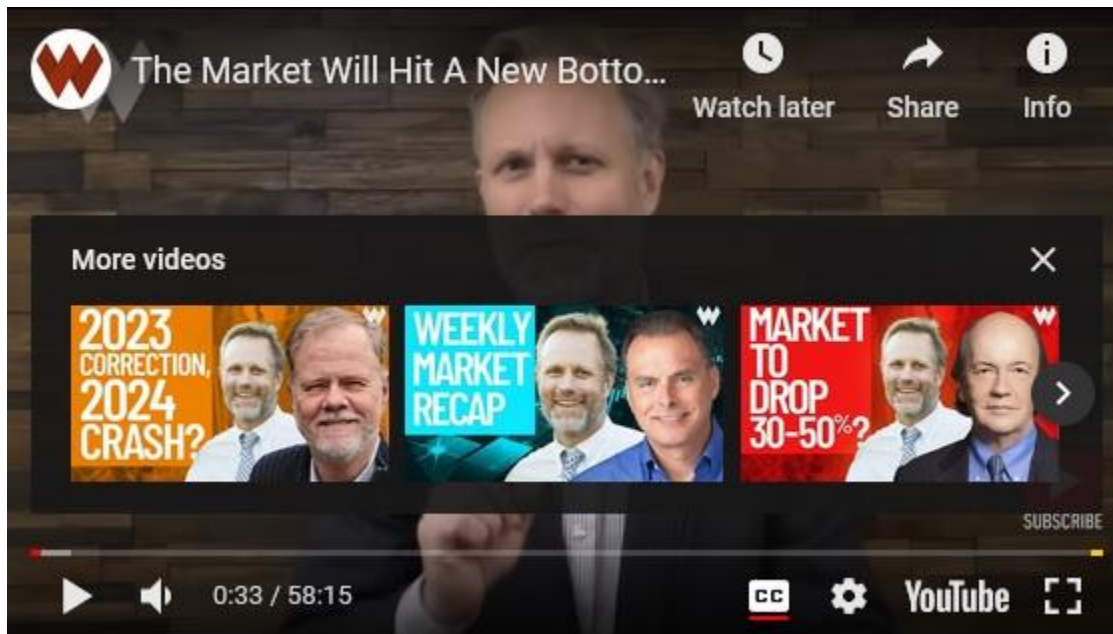 The Market Will Hit A New Botto...
Watch later
Share
Info
More videos
2023
CORRECTION,
2024
CRASH?
WEEKLY
MARKET
RECAP
MARKET
TO
DROP
30-50%?
SUBSCRIBE
0:33 / 58:15
CC
YouTube